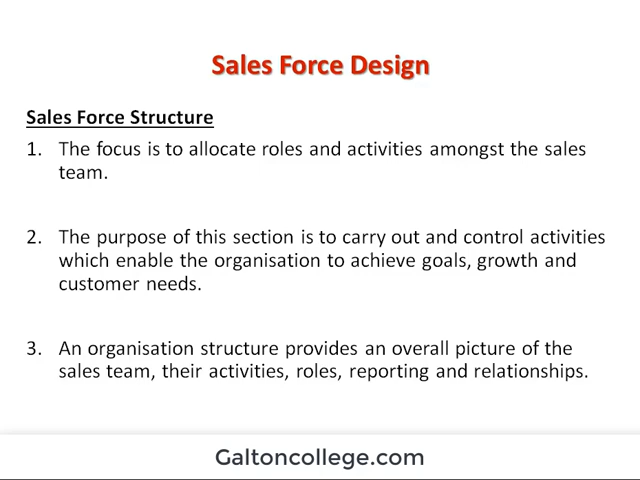 Sales Force Design
Sales Force Structure
1. The focus is to allocate roles and activities amongst the sales
team.
2. The purpose of this section is to carry out and control activities
which enable the organisation to achieve goals, growth and
customer needs.
3. An organisation structure provides an overall picture of the
sales team, their activities, roles, reporting and relationships.
Galtoncollege.com